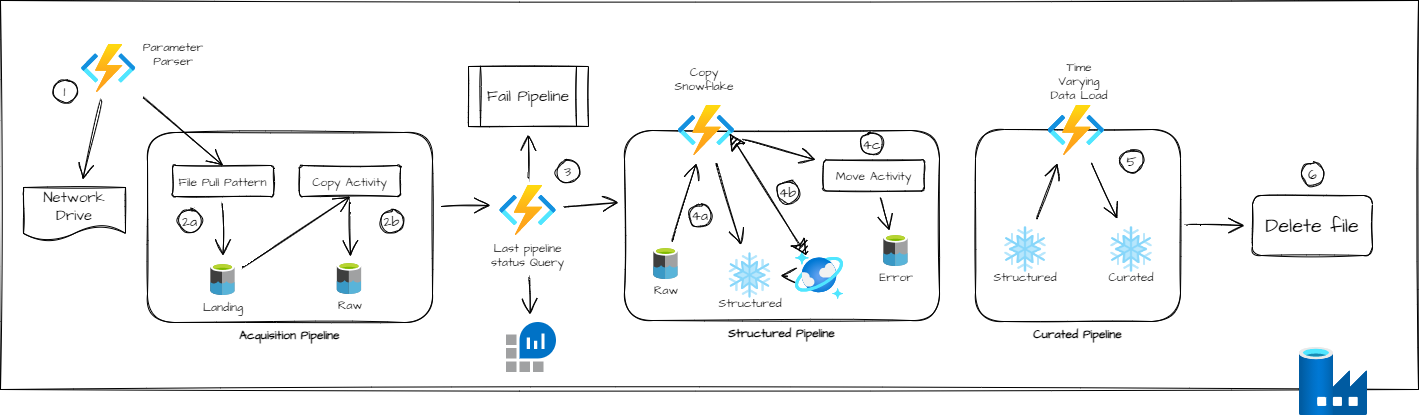 Parameter
Parser
1
Network
Drive
File Pull Pattern
Copy Activity
2a
2b
Landing
Raw
Acquisition Pipeline
Fail Pipeline
3
Last pipeline
status Query
Copy
Snowflake
4c
Move Activity
4b
4a
Raw
Structured
Error
Structured Pipeline
Time
Varying
Data Load
5
Structured
Curated
Curated Pipeline
6
Delete file